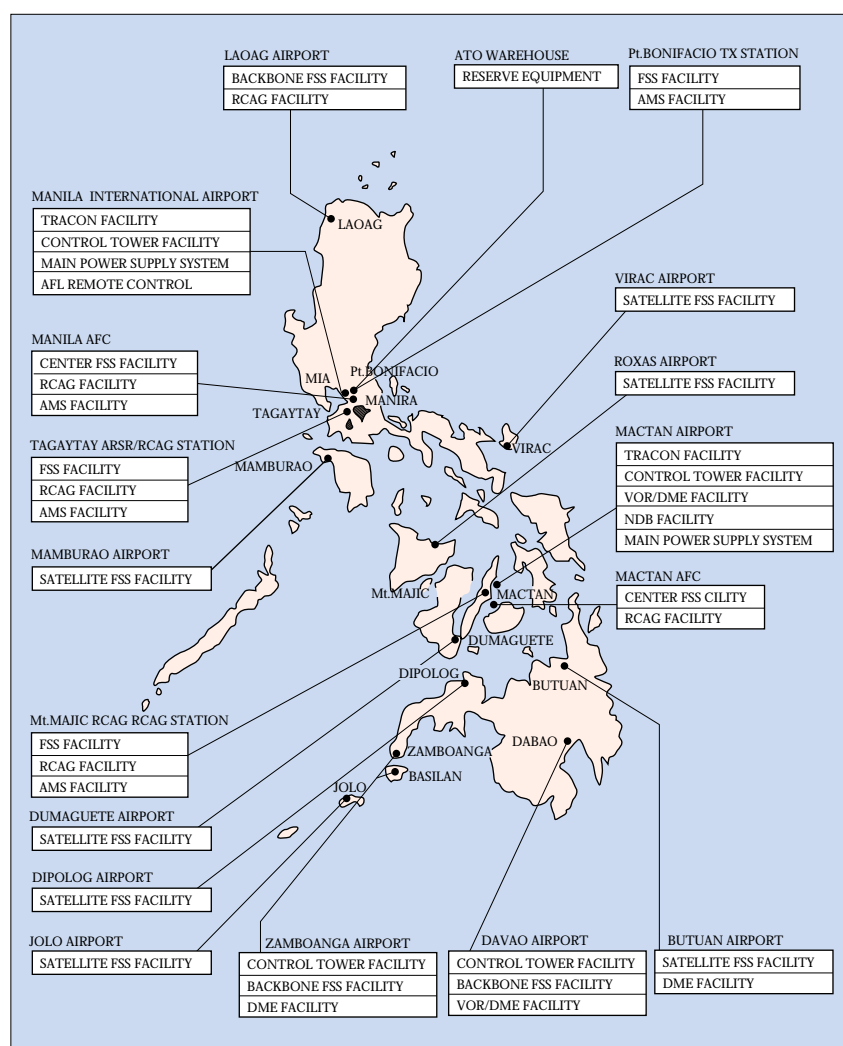 LAOAG AIRPORT
BACKBONE FSS FACILITY
RCAG FACILITY
ATO WAREHOUSE
RESERVE EQUIPMENT
Pt.BONIFACIO TX STATION
FSS FACILITY
AMS FACILITY
MANILA INTERNATIONAL AIRPORT
TRACON FACILITY
CONTROL TOWER FACILITY
MAIN POWER SUPPLY SYSTEM
AFL REMOTE CONTROL
LAOAG
VIRAC AIRPORT
SATELLITE FSS FACILITY
MANILA AFC
CENTER FSS FACILITY
RCAG FACILITY
AMS FACILITY
MIA
Pt.BONIFACIO
MANIRA
TAGAYTAY
ROXAS AIRPORT
SATELLITE FSS FACILITY
TAGAYTAY ARSR/RCAG STATION
FSS FACILITY
RCAG FACILITY
AMS FACILITY
MAMBURAO
VIRAC
MACTAN AIRPORT
TRACON FACILITY
CONTROL TOWER FACILITY
VOR/DME FACILITY
NDB FACILITY
MAIN POWER SUPPLY SYSTEM
MAMBURAO AIRPORT
SATELLITE FSS FACILITY
Mt.MAJIC
MACTAN
MACTAN AFC
CENTER FSS CILITY
RCAG FACILITY
DUMAGUETE
DIPOLOG
BUTUAN
Mt.MAJIC RCAG RCAG STATION
FSS FACILITY
RCAG FACILITY
AMS FACILITY
DABAO
ZAMBOANGA
BASILAN
JOLO
DUMAGUETE AIRPORT
SATELLITE FSS FACILITY
DIPOLOG AIRPORT
SATELLITE FSS FACILITY
JOLO AIRPORT
SATELLITE FSS FACILITY
ZAMBOANGA AIRPORT
CONTROL TOWER FACILITY
BACKBONE FSS FACILITY
DME FACILITY
DAVAO AIRPORT
CONTROL TOWER FACILITY
BACKBONE FSS FACILITY
VOR/DME FACILITY
BUTUAN AIRPORT
SATELLITE FSS FACILITY
DME FACILITY